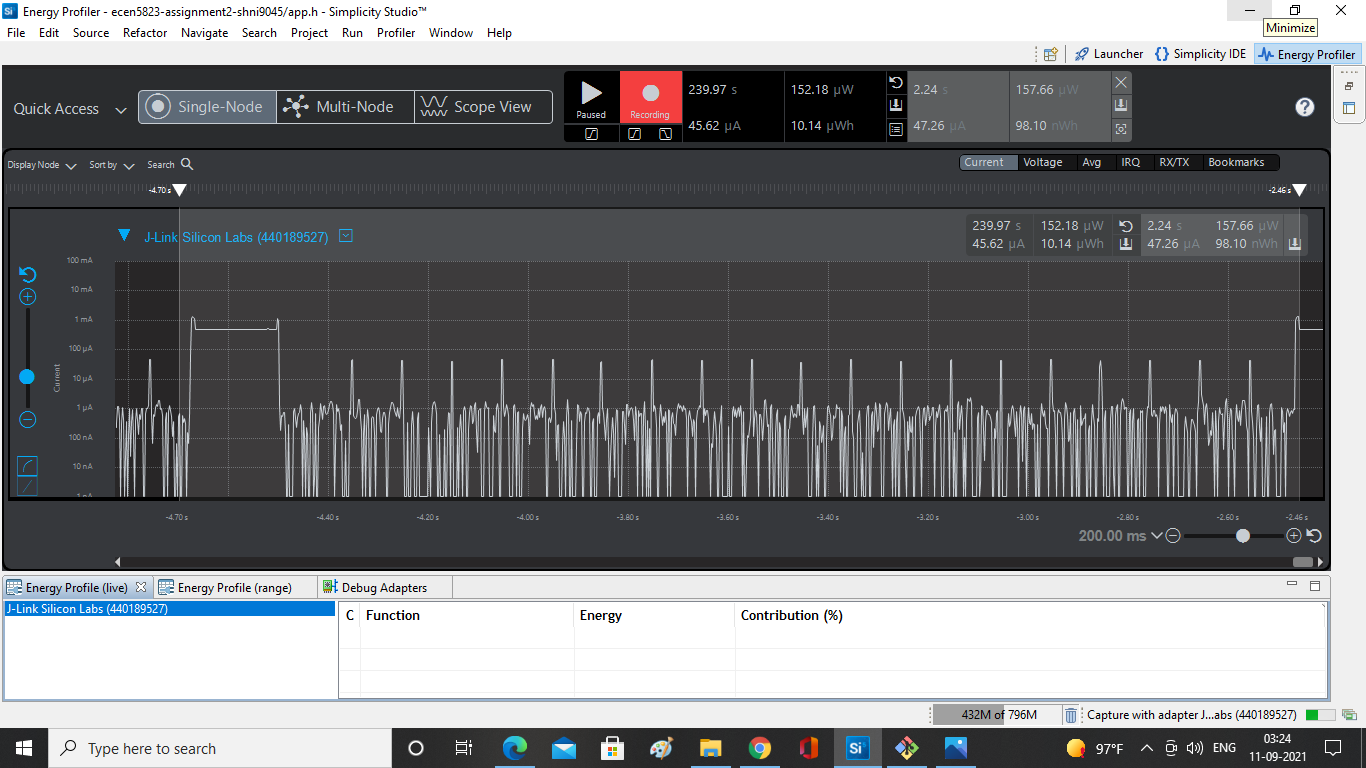 Energy Profiler - ecen5823-assignment2-shni9045/app.h - Simplicity Studio™
Minimize
File Edit Source Refactor Navigate Search Project Run Profiler Window Help
Launcher Simplicity IDE Energy Profiler
Quick Access Single-Node Multi-Node Scope View
Paused Recording
239.97 s 152.18 µW 2.24 s 157.66 µW
45.62 µA 10.14 µWh 47.26 µA 98.10 nWh
Display Node Sort by Search
Current Voltage Avg IRQ RX/TX Bookmarks
-4.70 s -2.46 s
J-Link Silicon Labs (440189527)
239.97 s 152.18 µW 2.24 s 157.66 µW
45.62 µA 10.14 µWh 47.26 µA 98.10 nWh
100 mA
10 mA
1 mA
100 µA
10 µA
1 µA
100 nA
10 nA
Current
-4.70 s -4.40 s -4.20 s -4.00 s -3.80 s -3.60 s -3.40 s -3.20 s -3.00 s -2.80 s -2.60 s -2.46 s
200.00 ms
Energy Profile (live) Energy Profile (range) Debug Adapters
J-Link Silicon Labs (440189527)
C Function Energy Contribution (%)
432M of 796M Capture with adapter J...abs (440189527)
Type here to search
Si
97°F ENG
03:24
11-09-2021